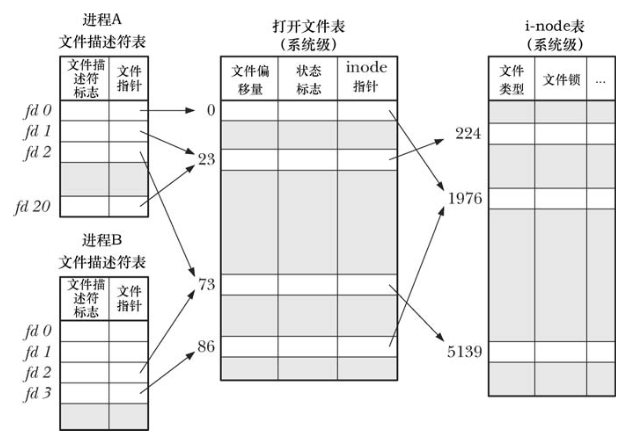 进程A
文件描述符表
文件描
述符
标志
文件
指针
fd 0
fd 1
fd 2
fd 20
进程B
文件描述符表
文件描
述符
标志
文件
指针
fd 0
fd 1
fd 2
fd 3
打开文件表
(系统级)
文件偏
移量
状态
标志
inode
指针
0
23
73
86
i-node表
(系统级)
文件
类型
文件锁
...
224
1976
5139